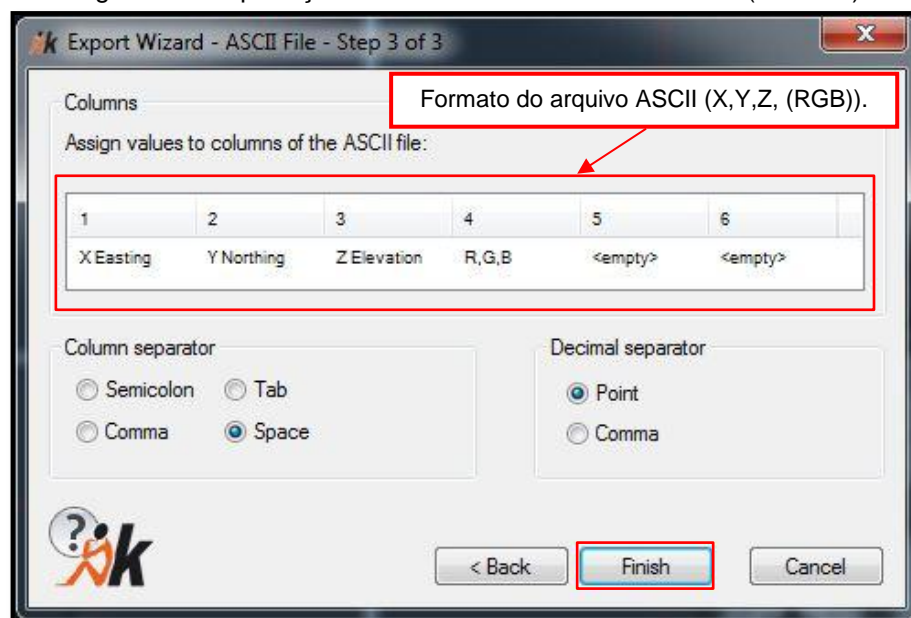 Export Wizard - ASCII File - Step 3 of 3
Formato do arquivo ASCII (X,Y,Z, (RGB)).
Columns
Assign values to columns of the ASCII file:
1 2 3 4 5 6
X Easting Y Northing Z Elevation R,G,B <empty> <empty>
Column separator Decimal separator
Semicolon Tab Point
Comma Space Comma
?
k
< Back Finish Cancel